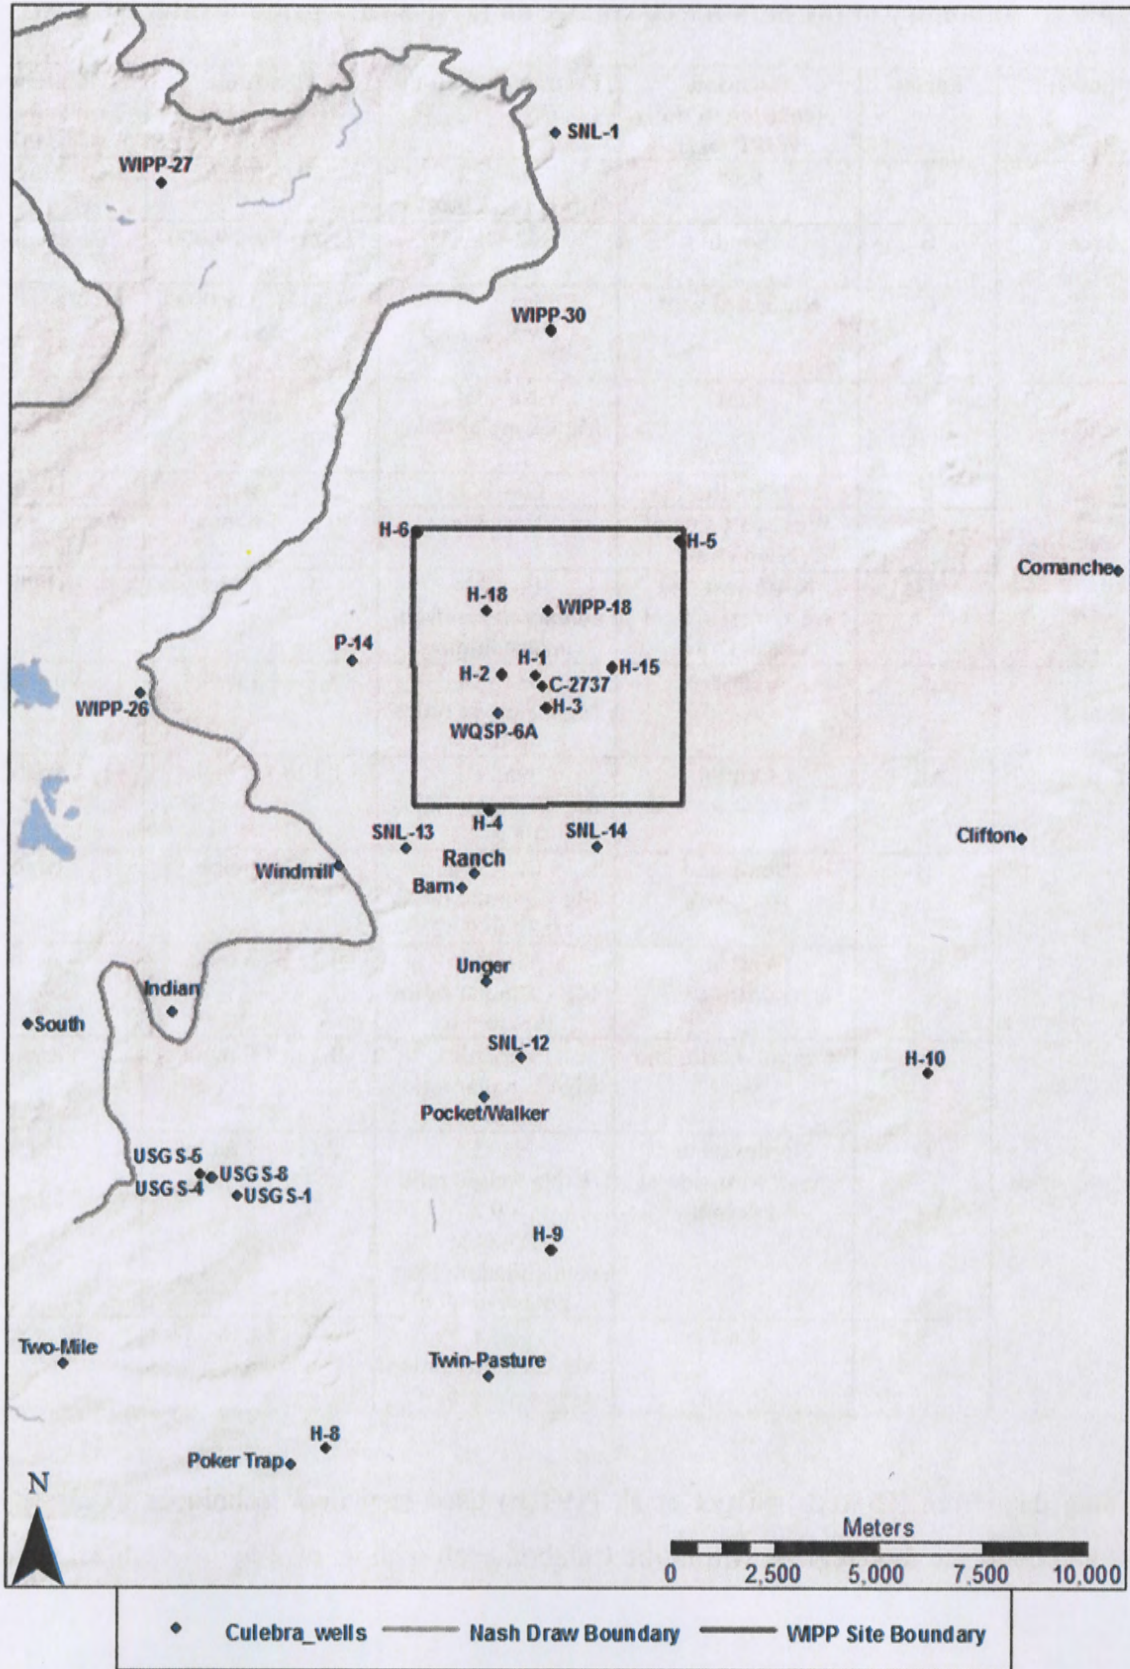 SNL-1
WIPP-27
WIPP-30
H-6
H-5
Comanche
H-18
WIPP-18
P-14
H-1
H-15
H-2
C-2737
WIPP-26
H-3
WQSP-6A
H-4
SNL-13
SNL-14
Clifton
Ranch
Windmill
Barn
Unger
Indian
South
SNL-12
H-10
Pocket/Walker
USGS-5
USGS-8
USGS-4
USGS-1
H-9
Two-Mile
Twin-Pasture
H-8
Poker Trap
N
Meters
0 2,500 5,000 7,500 10,000
Culebra_wells Nash Draw Boundary WIPP Site Boundary